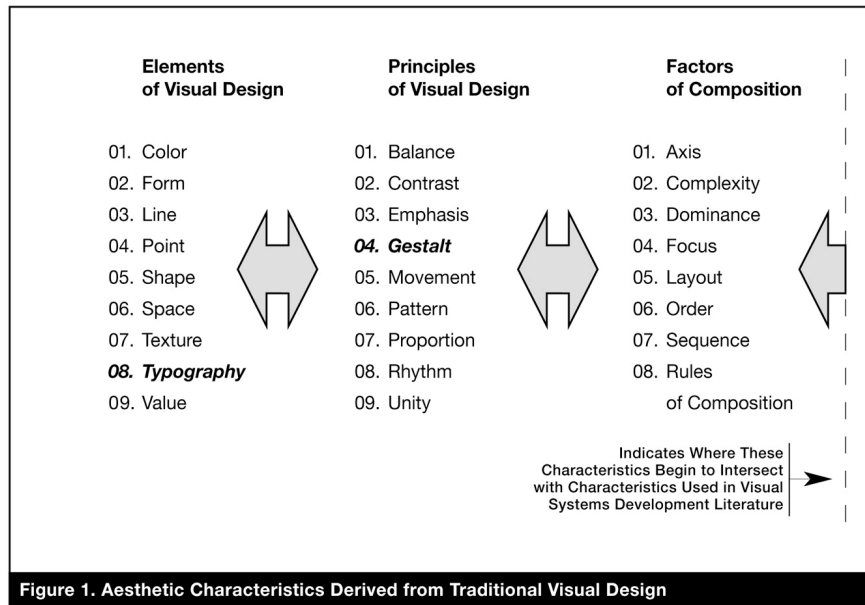 Elements
of Visual Design
01. Color
02. Form
03. Line
04. Point
05. Shape
06. Space
07. Texture
08. Typography
09. Value
Principles
of Visual Design
01. Balance
02. Contrast
03. Emphasis
04. Gestalt
05. Movement
06. Pattern
07. Proportion
08. Rhythm
09. Unity
Factors
of Composition
01. Axis
02. Complexity
03. Dominance
04. Focus
05. Layout
06. Order
07. Sequence
08. Rules
of Composition
Indicates Where These
Characteristics Begin to Intersect
with Characteristics Used in Visual
Systems Development Literature
Figure 1. Aesthetic Characteristics Derived from Traditional Visual Design